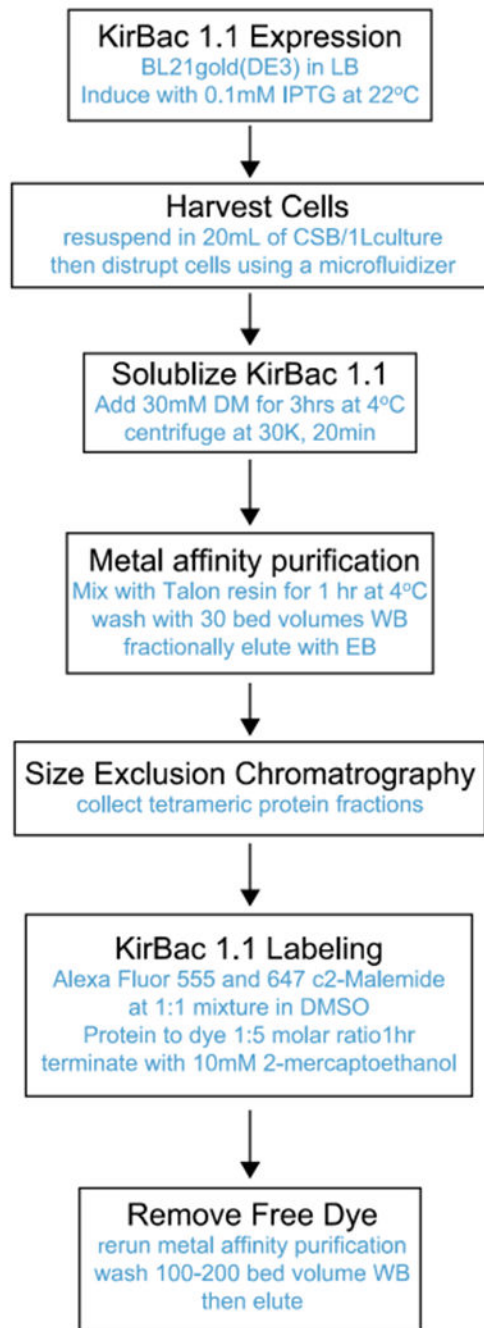 KirBac 1.1 Expression
BL21gold(DE3) in LB
Induce with 0.1mM IPTG at 22°C
Harvest Cells
resuspend in 20mL of CSB/1Lculture
then distrupt cells using a microfluidizer
Solublize KirBac 1.1
Add 30mM DM for 3hrs at 4°C
centrifuge at 30K, 20min
Metal affinity purification
Mix with Talon resin for 1 hr at 4°C
wash with 30 bed volumes WB
fractionally elute with EB
Size Exclusion Chromatrography
collect tetrameric protein fractions
KirBac 1.1 Labeling
Alexa Fluor 555 and 647 c2-Malemide
at 1:1 mixture in DMSO
Protein to dye 1:5 molar ratio1hr
terminate with 10mM 2-mercaptoethanol
Remove Free Dye
rerun metal affinity purification
wash 100-200 bed volume WB
then elute